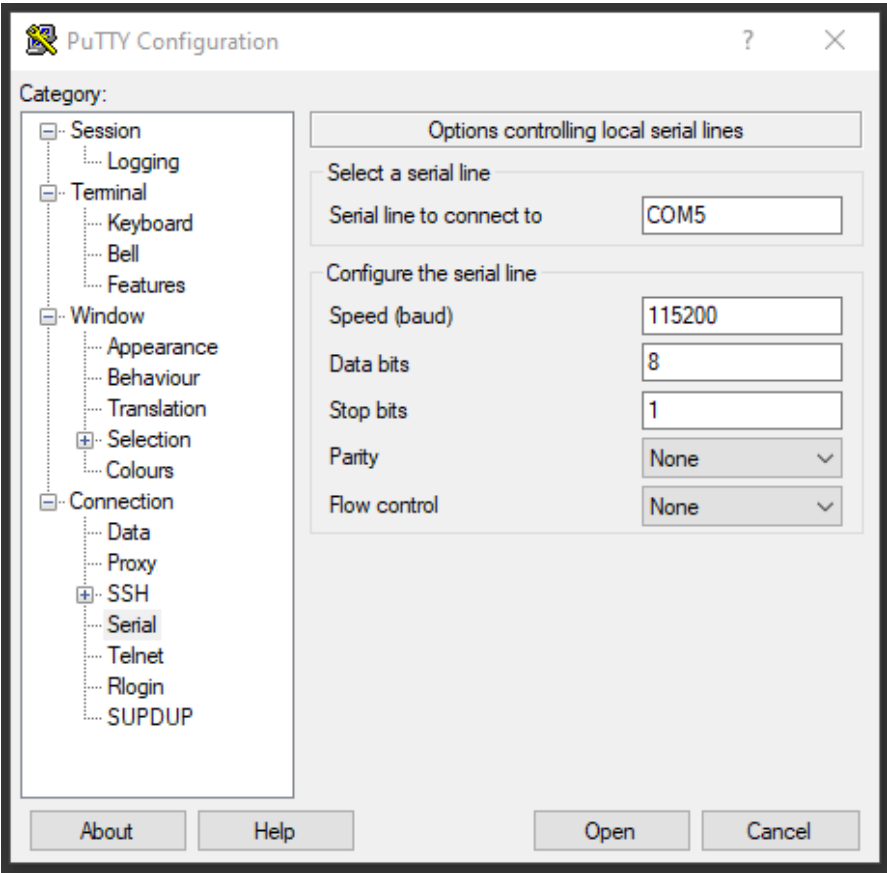 PuTTY Configuration
?
Category:
Session
Logging
Terminal
Keyboard
Bell
Features
Window
Appearance
Behaviour
Translation
Selection
Colours
Connection
Data
Proxy
SSH
Serial
Telnet
Rlogin
SUPDUP
Options controlling local serial lines
Select a serial line
Serial line to connect to COM5
Configure the serial line
Speed (baud) 115200
Data bits 8
Stop bits 1
Parity None
Flow control None
About Help Open Cancel